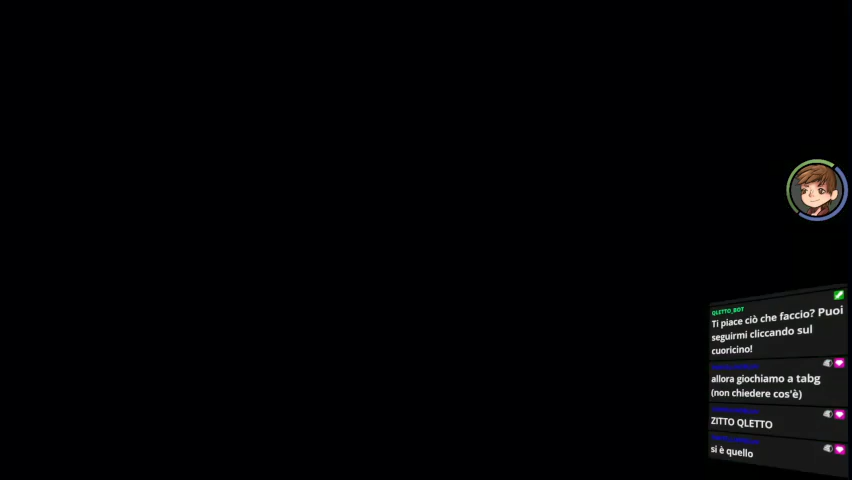 QLETTO_BOT
Ti piace ciò che faccio? Puoi
seguirmi cliccando sul
cuoricino!
allora giochiamo a tabg
(non chiedere cos'è)
ZITTO QLETTO
si è quello